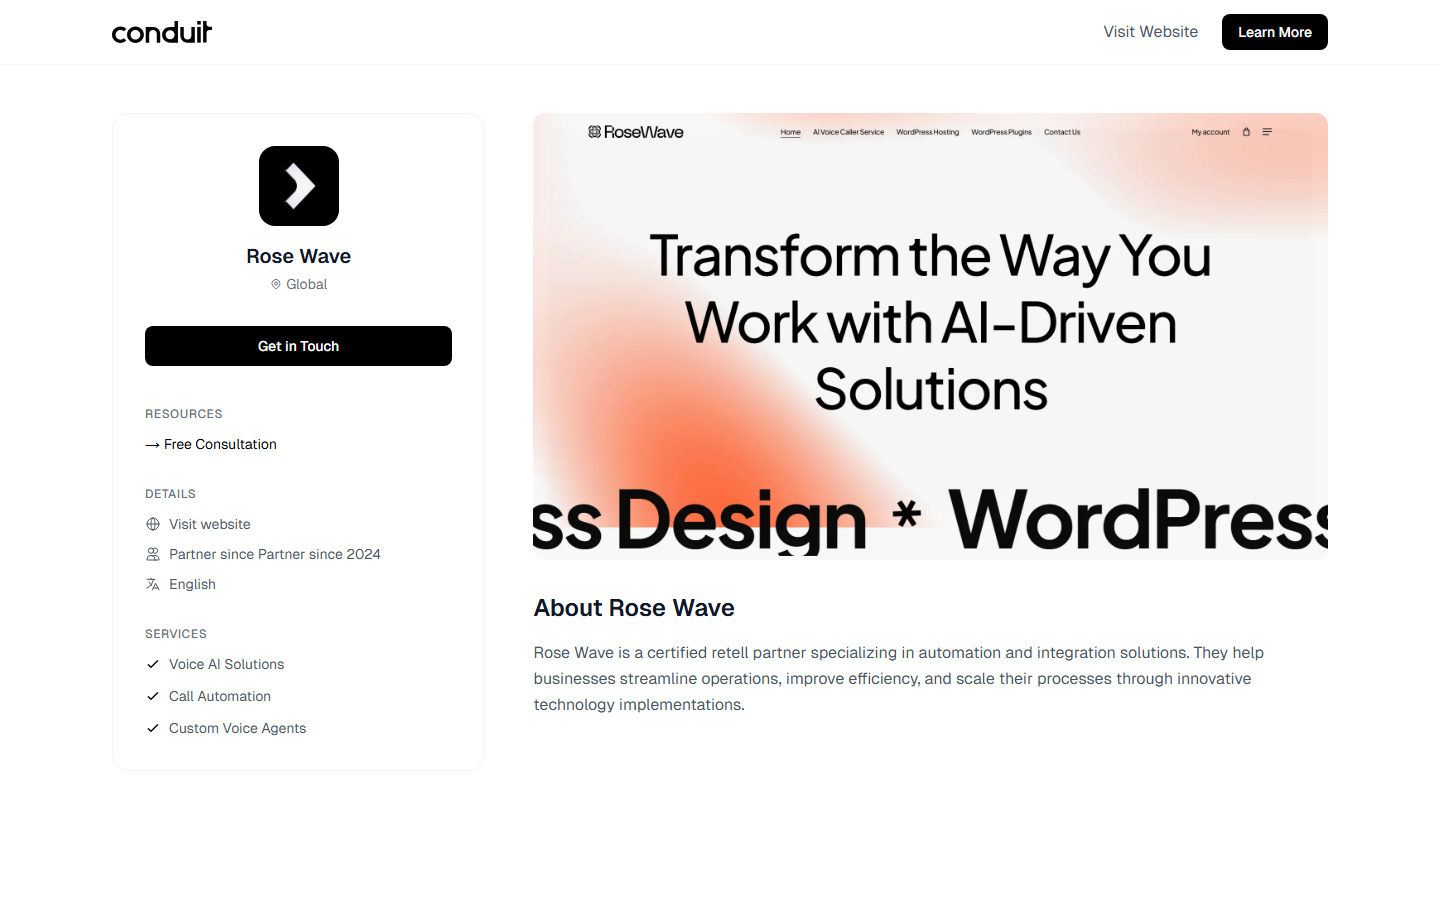 conduit
Visit Website
Learn More
Rose Wave
Global
Get in Touch
RESOURCES
→ Free Consultation
DETAILS
Visit website
Partner since Partner since 2024
English
SERVICES
Voice AI Solutions
Call Automation
Custom Voice Agents
RoseWave
Home
AI Voice Caller Service
WordPress Hosting
WordPress Plugins
Contact Us
My account
Transform the Way You
Work with AI-Driven
Solutions
ss Design * WordPress
About Rose Wave
Rose Wave is a certified retell partner specializing in automation and integration solutions. They help
businesses streamline operations, improve efficiency, and scale their processes through innovative
technology implementations.